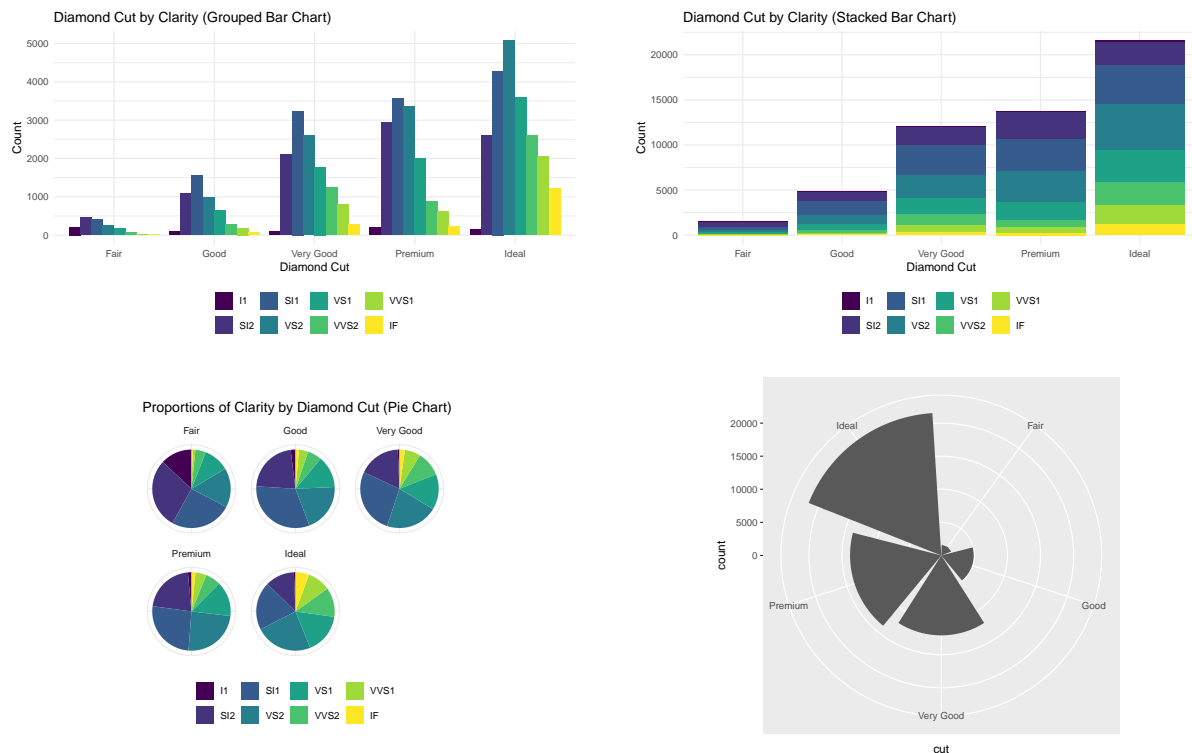 Diamond Cut by Clarity (Grouped Bar Chart)
5000
4000
3000
2000
1000
0
Count
Fair Good Very Good Premium Ideal
Diamond Cut
I1 SI1 VS1 VVS1
SI2 VS2 VVS2 IF
Diamond Cut by Clarity (Stacked Bar Chart)
20000
15000
10000
5000
0
Count
Fair Good Very Good Premium Ideal
Diamond Cut
I1 SI1 VS1 VVS1
SI2 VS2 VVS2 IF
Proportions of Clarity by Diamond Cut (Pie Chart)
Fair Good Very Good
Premium Ideal
I1 SI1 VS1 VVS1
SI2 VS2 VVS2 IF
20000
15000
10000
5000
0
count
Ideal Fair
Premium Good
Very Good
cut